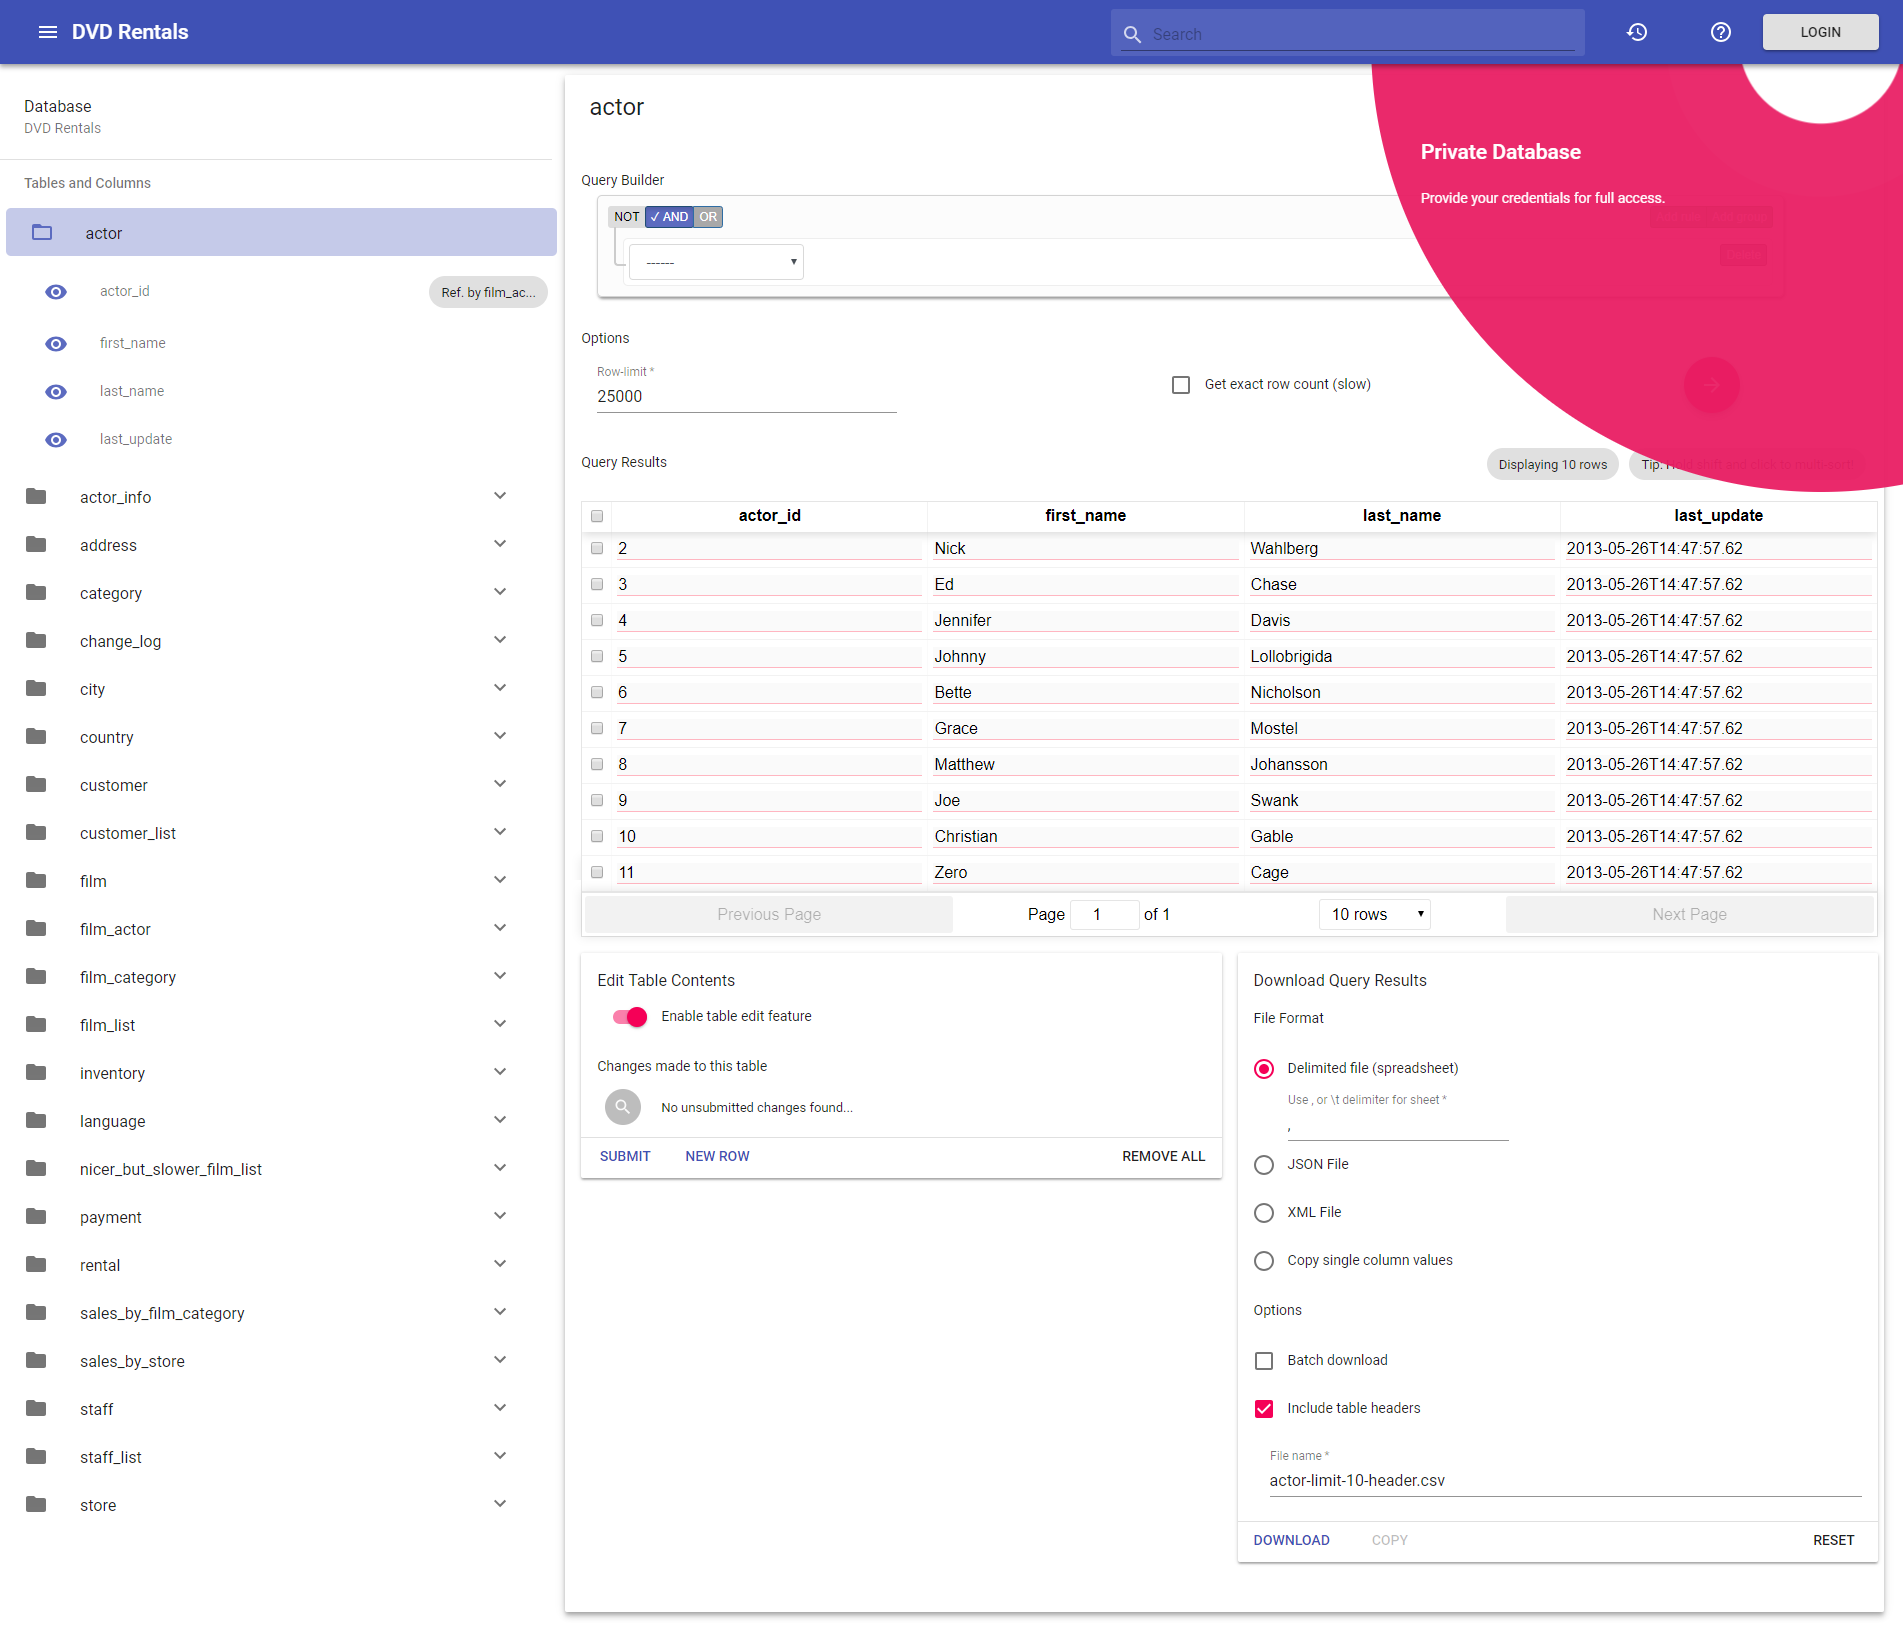 DVD Rentals
Search
LOGIN
Database
DVD Rentals
Tables and Columns
actor
actor_id
Ref. by film_ac...
first_name
last_name
last_update
actor_info
address
category
change_log
city
country
customer
customer_list
film
film_actor
film_category
film_list
inventory
language
nicer_but_slower_film_list
payment
rental
sales_by_film_category
sales_by_store
staff
staff_list
store
actor
Private Database
Provide your credentials for full access.
Query Builder
NOT ✓ AND OR
------
Options
Row-limit *
25000
Get exact row count (slow)
Query Results
Displaying 10 rows
Tip: Hold shift and click to multi-sort!
actor_id first_name last_name last_update
2 Nick Wahlberg 2013-05-26T14:47:57.62
3 Ed Chase 2013-05-26T14:47:57.62
4 Jennifer Davis 2013-05-26T14:47:57.62
5 Johnny Lollobrigida 2013-05-26T14:47:57.62
6 Bette Nicholson 2013-05-26T14:47:57.62
7 Grace Mostel 2013-05-26T14:47:57.62
8 Matthew Johansson 2013-05-26T14:47:57.62
9 Joe Swank 2013-05-26T14:47:57.62
10 Christian Gable 2013-05-26T14:47:57.62
11 Zero Cage 2013-05-26T14:47:57.62
Previous Page
Page 1 of 1
10 rows
Next Page
Edit Table Contents
Enable table edit feature
Changes made to this table
No unsubmitted changes found...
SUBMIT NEW ROW REMOVE ALL
Download Query Results
File Format
Delimited file (spreadsheet)
Use , or \t delimiter for sheet *
,
JSON File
XML File
Copy single column values
Options
Batch download
Include table headers
File name *
actor-limit-10-header.csv
DOWNLOAD COPY RESET